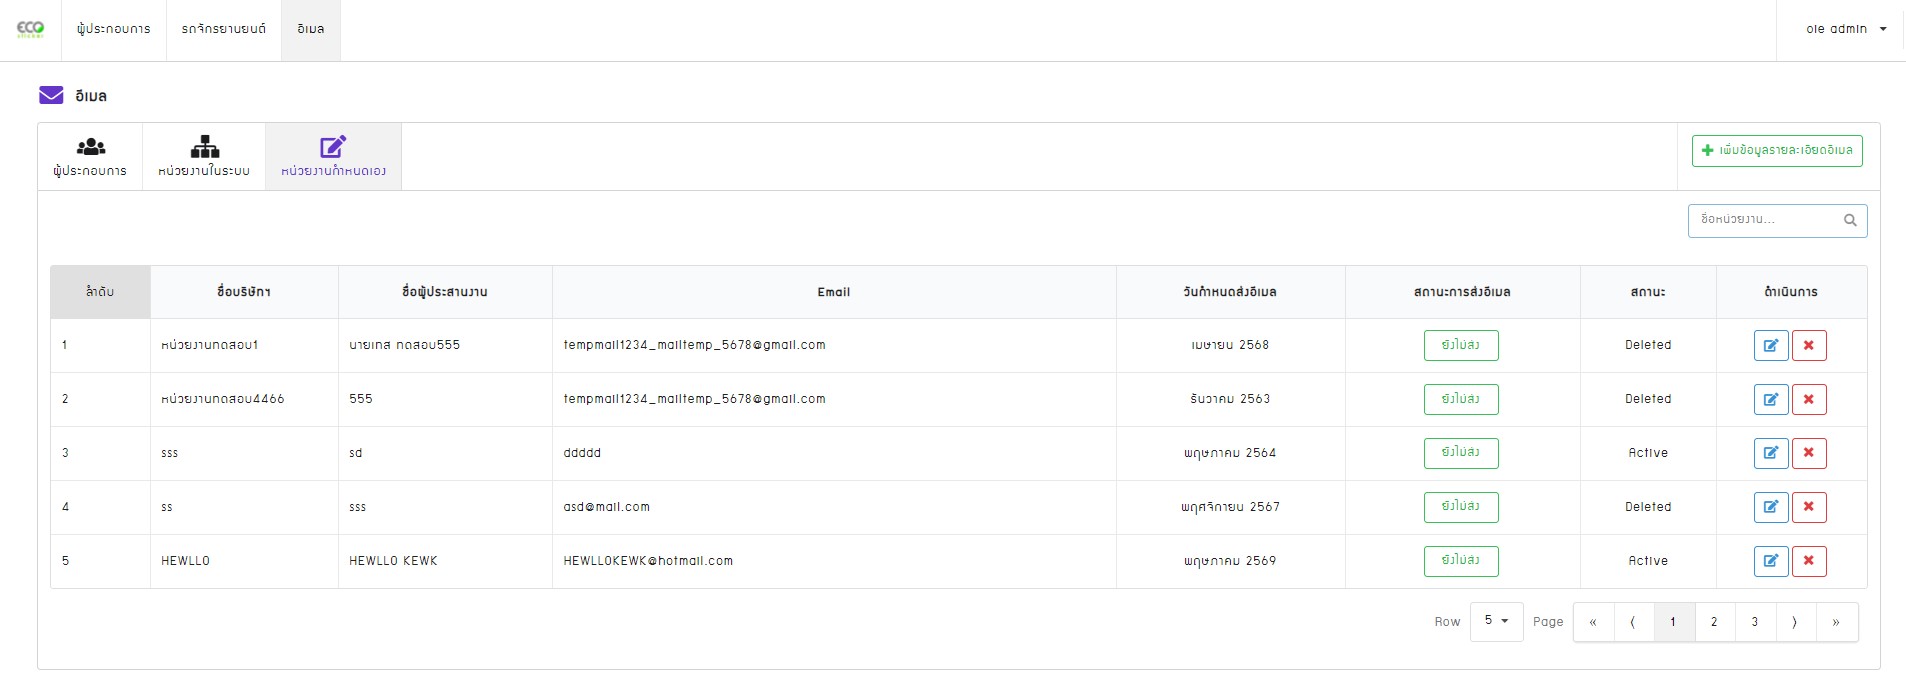 ECO
sticker
ผู้ประกอบการ
รถจักรยานยนต์
อีเมล
ole admin
อีเมล
ผู้ประกอบการ
หน่วยงานในระบบ
หน่วยงานกำหนดเอง
เพิ่มข้อมูลรายละเอียดอีเมล
ชื่อหน่วยงาน...
ลำดับ ชื่อบริษัทฯ ชื่อผู้ประสานงาน Email วันกำหนดส่งอีเมล สถานะการส่งอีเมล สถานะ ดำเนินการ
1 หน่วยงานทดสอบ1 นายเทส ทดสอบ555 tempmail1234_mailtemp_5678@gmail.com เมษายน 2568 ยังไม่ส่ง Deleted
2 หน่วยงานทดสอบ4466 555 tempmail1234_mailtemp_5678@gmail.com ธันวาคม 2563 ยังไม่ส่ง Deleted
3 sss sd ddddd พฤษภาคม 2564 ยังไม่ส่ง Active
4 ss sss asd@mail.com พฤศจิกายน 2567 ยังไม่ส่ง Deleted
5 HEWLLO HEWLLO KEWK HEWLLOKEWK@hotmail.com พฤษภาคม 2569 ยังไม่ส่ง Active
Row 5 Page « ⟨ 1 2 3 ⟩ »